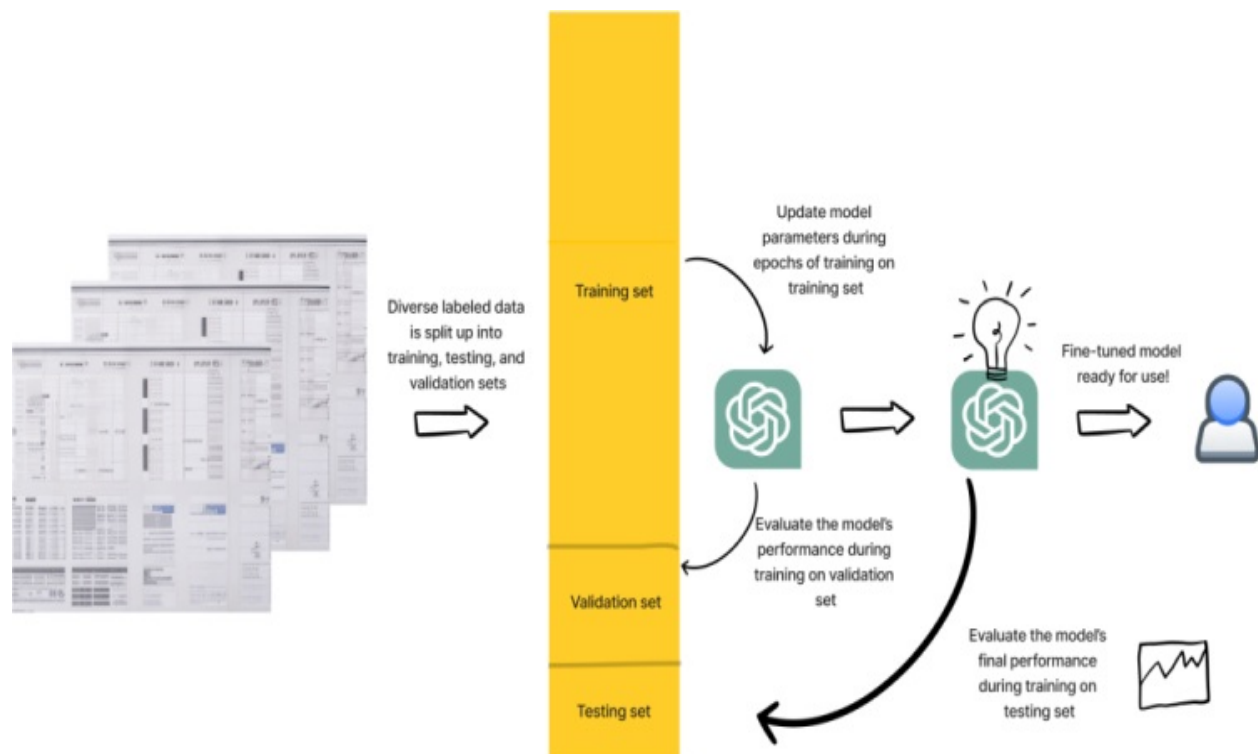 Diverse labeled data
is split up into
training, testing, and
validation sets
Training set
Validation set
Testing set
Update model
parameters during
epochs of training on
training set
Evaluate the model's
performance during
training on validation
set
Fine-tuned model
ready for use!
Evaluate the model's
final performance
during training on
testing set